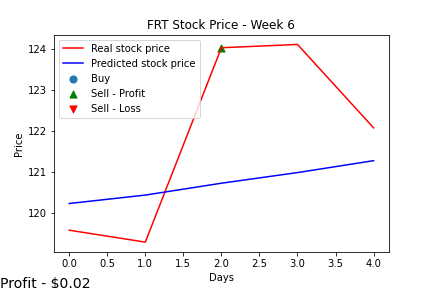 FRT Stock Price - Week 6
Real stock price
Predicted stock price
Buy
Sell - Profit
Sell - Loss
Price
124
123
122
121
120
0.0 0.5 1.0 1.5 2.0 2.5 3.0 3.5 4.0
Days
Profit - $0.02